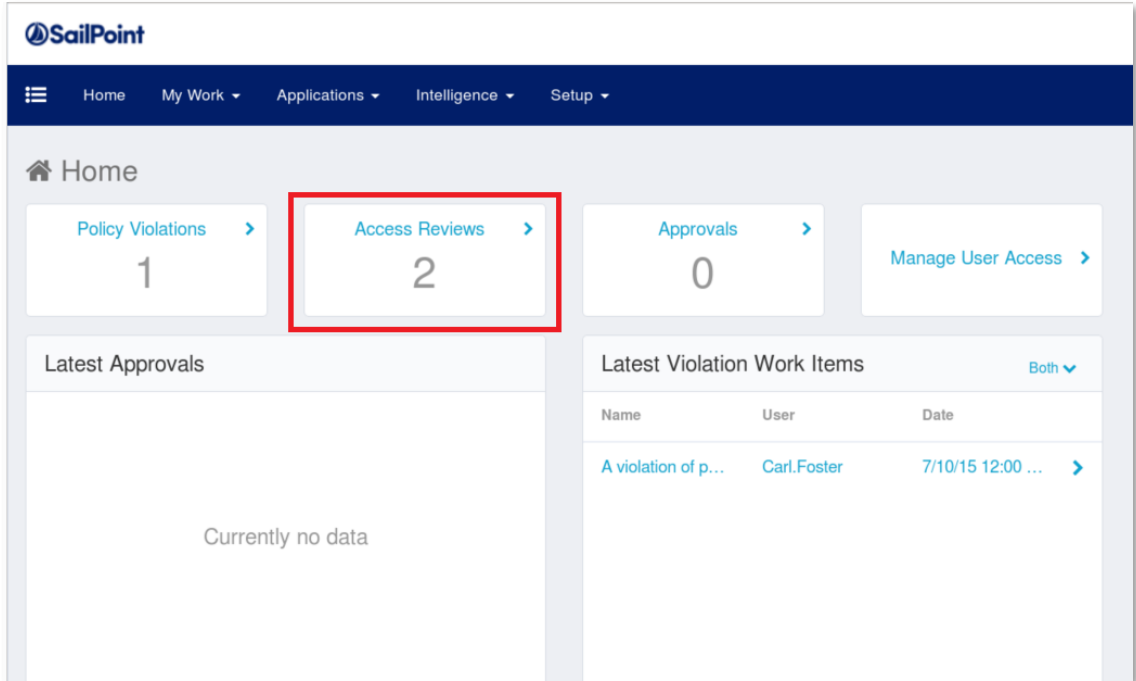 SailPoint
Home My Work Applications Intelligence Setup
Home
Policy Violations
1
Access Reviews
2
Approvals
0
Manage User Access
Latest Approvals
Currently no data
Latest Violation Work Items Both
Name User Date
A violation of p... Carl.Foster 7/10/15 12:00 ...